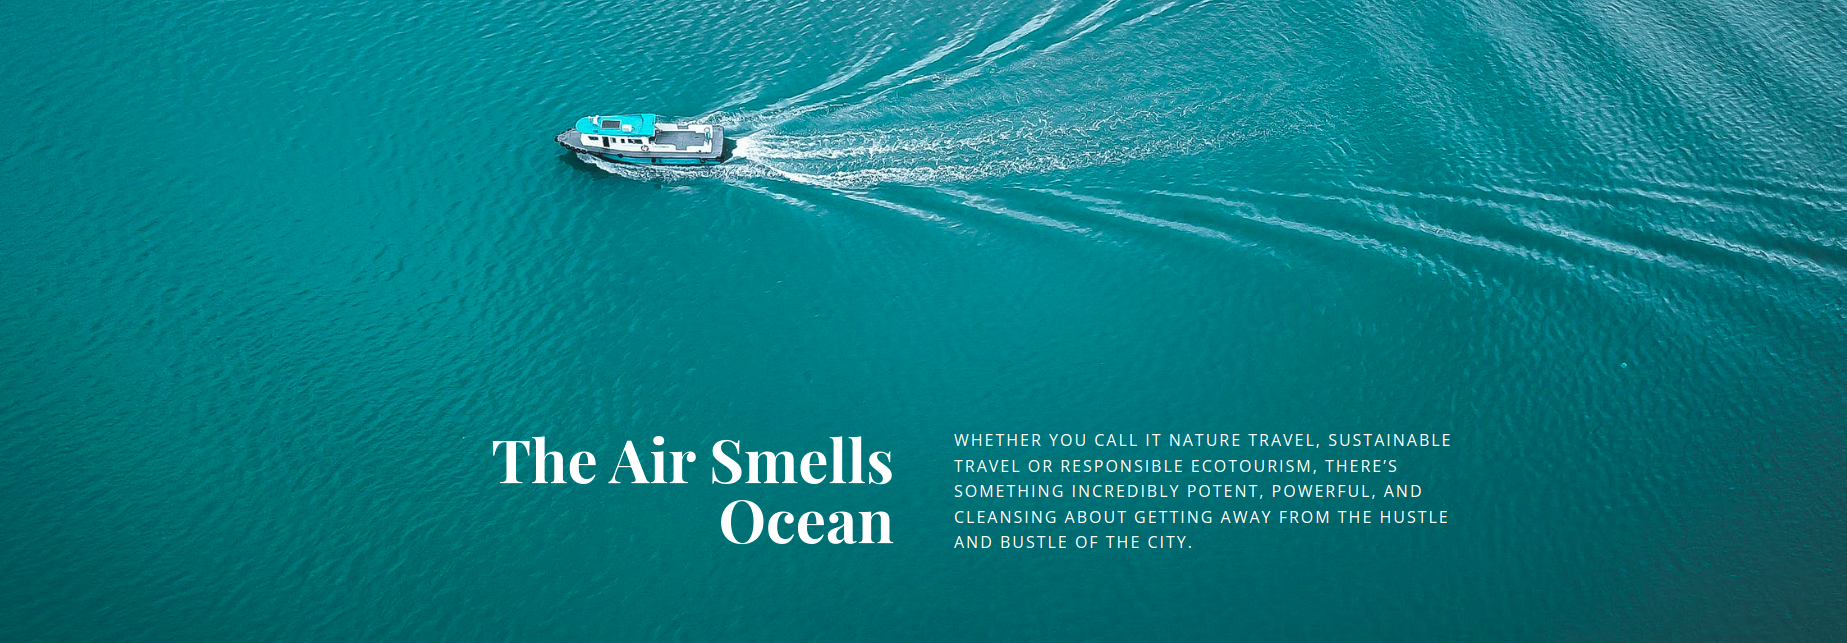 The Air Smells
Ocean
WHETHER YOU CALL IT NATURE TRAVEL, SUSTAINABLE
TRAVEL OR RESPONSIBLE ECOTOURISM, THERE’S
SOMETHING INCREDIBLY POTENT, POWERFUL, AND
CLEANSING ABOUT GETTING AWAY FROM THE HUSTLE
AND BUSTLE OF THE CITY.